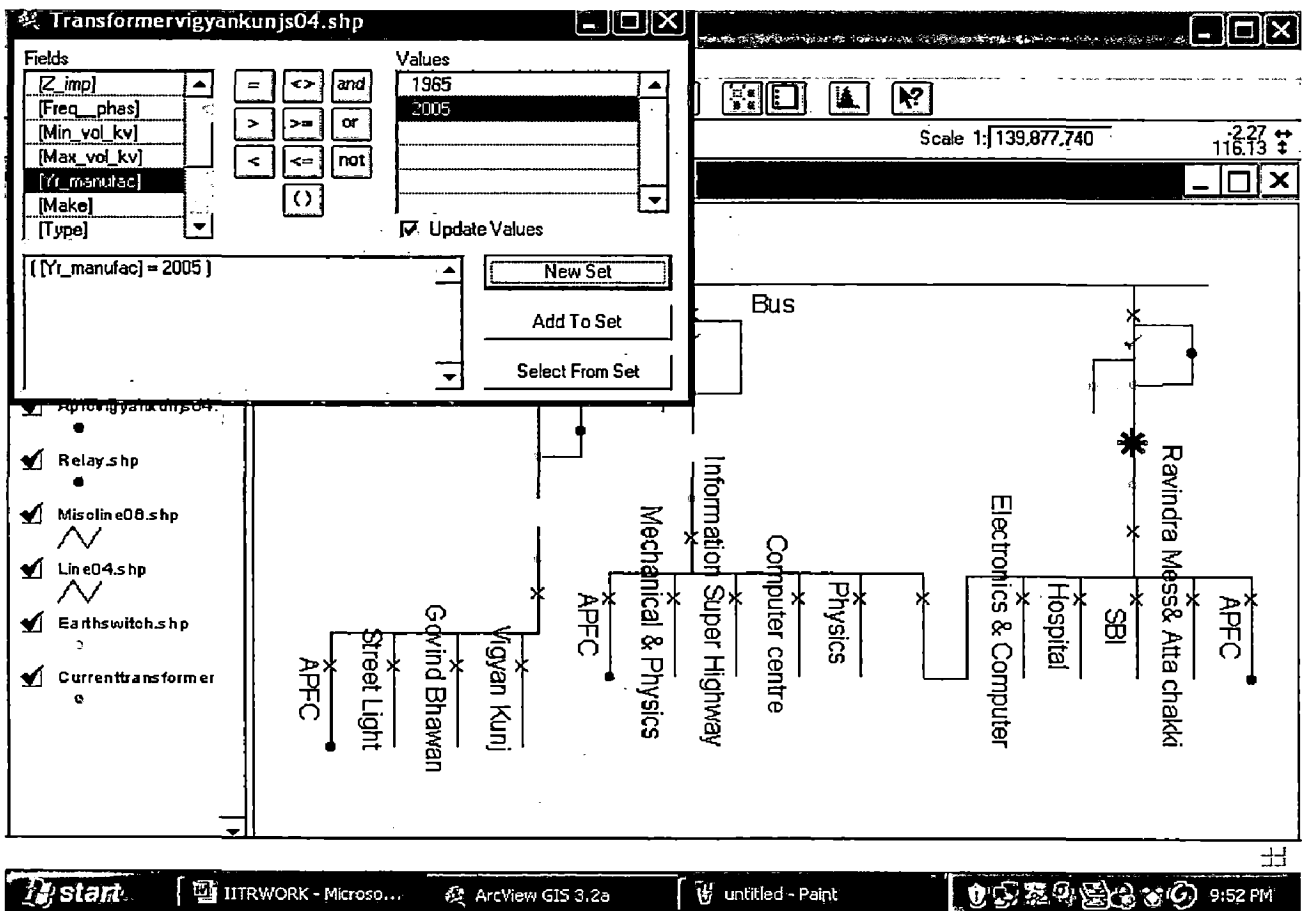 Transformervigyankunjs04.shp
Fields
Values
[Z_imp]
[Freq__phas]
[Min_vol_kv]
[Max_vol_kv]
[Yr_manufac]
[Make]
[Type]
= <> and
> >= or
< <= not
()
1985
2005
Update Values
( [Yr_manufac] = 2005 )
New Set
Add To Set
Select From Set
Scale 1: 139,877,740
-2.27
116.13
Relay.shp
Miscline08.shp
Line04.shp
Earthswitch.shp
Currenttransformer
Bus
APFC
Street Light
Govind Bhawan
Vigyan Kunj
APFC
Mechanical & Physics
Information Super Highway
Computer centre
Physics
Electronics & Computer
Hospital
SBI
Ravindra Mess& Atta chakki
APFC
start
IITRWORK - Microso...
ArcView GIS 3.2a
untitled - Paint
9:52 PM